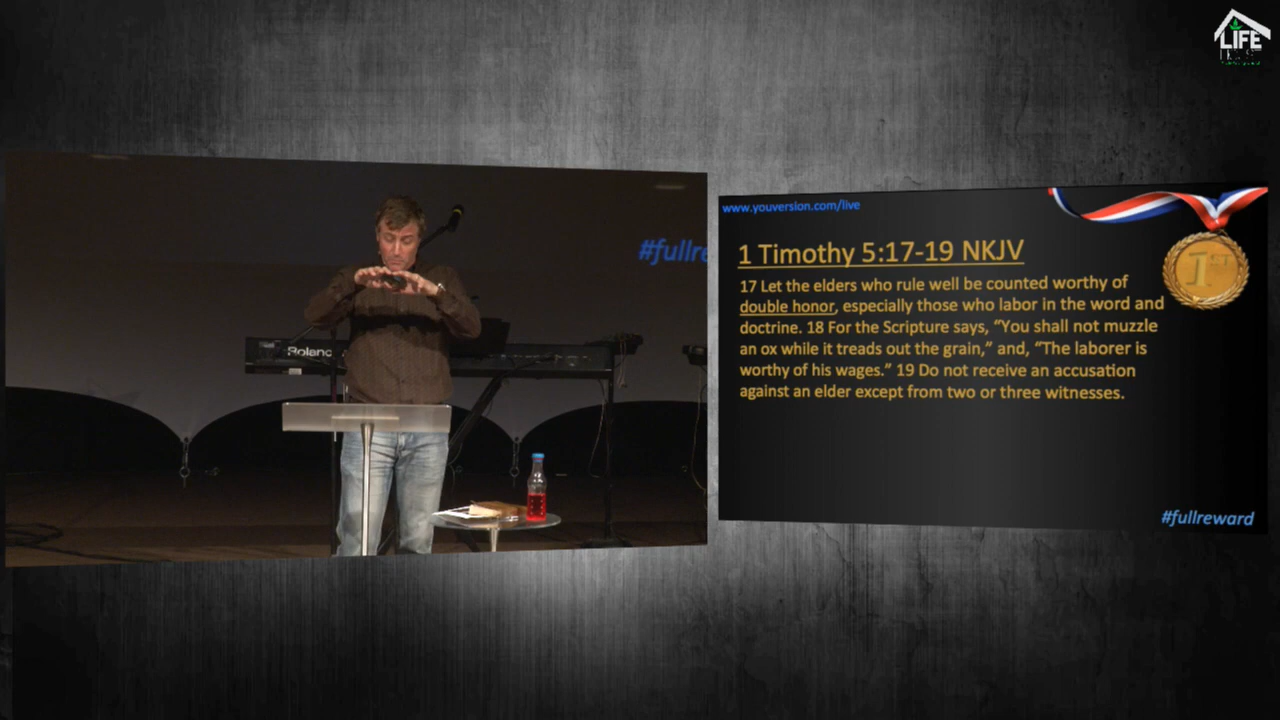 LIFE
#fullre
Roland
www.youversion.com/live
1 Timothy 5:17-19 NKJV
17 Let the elders who rule well be counted worthy of
double honor, especially those who labor in the word and
doctrine. 18 For the Scripture says, “You shall not muzzle
an ox while it treads out the grain,” and, “The laborer is
worthy of his wages.” 19 Do not receive an accusation
against an elder except from two or three witnesses.
1ST
#fullreward